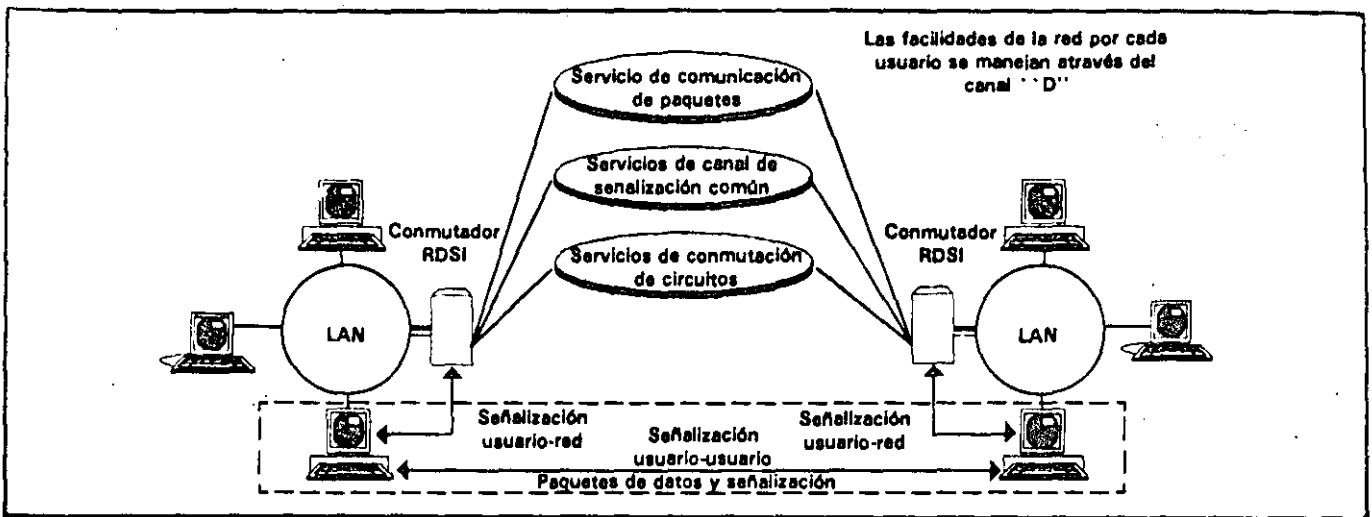 Las facilidades de la red por cada
usuario se manejan através del
canal ``D''
Servicio de comunicación
de paquetes
Servicios de canal de
senalización común
Servicios de conmutación
de circuitos
Conmutador
RDSI
Conmutador
RDSI
LAN
LAN
Señalización
usuario-red
Señalización
usuario-usuario
Señalización
usuario-red
Paquetes de datos y señalización